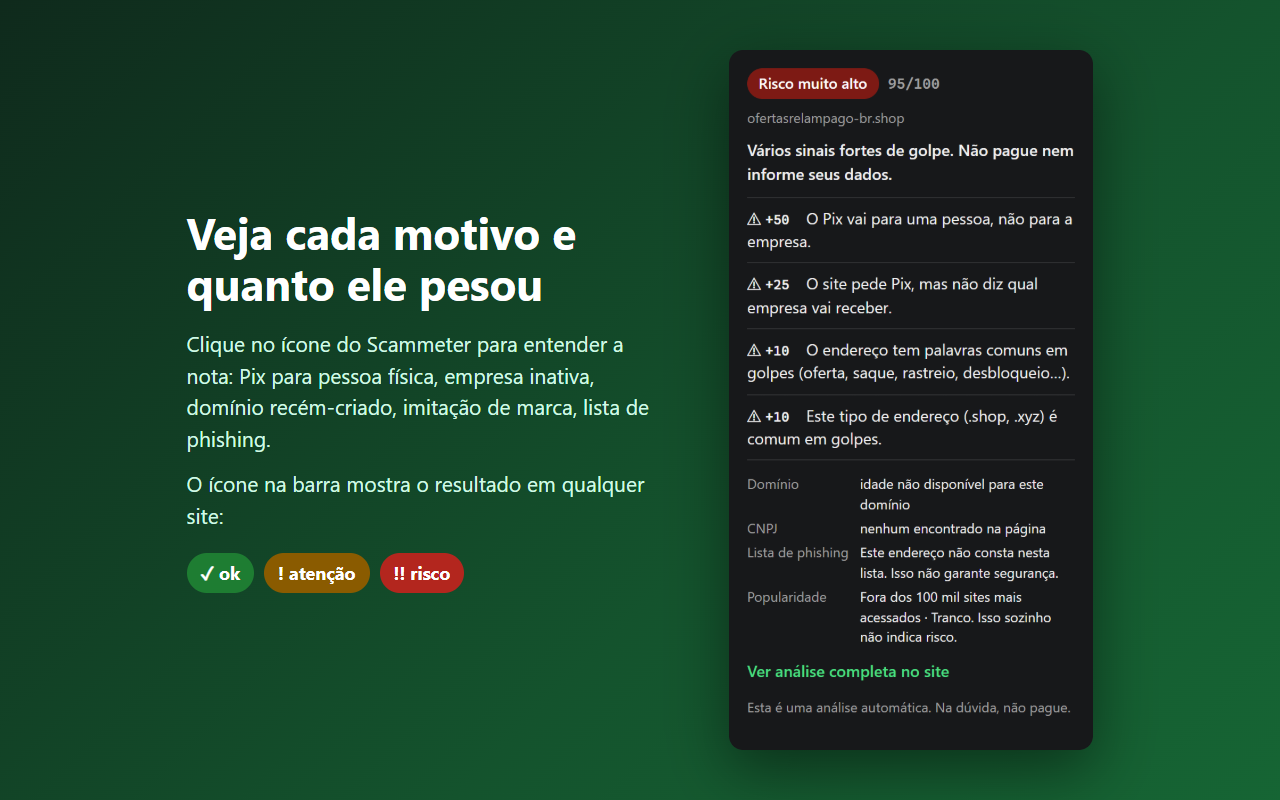 Veja cada motivo e
quanto ele pesou
Clique no ícone do Scammeter para entender a
nota: Pix para pessoa física, empresa inativa,
domínio recém-criado, imitação de marca, lista de
phishing.
O ícone na barra mostra o resultado em qualquer
site:
✓ ok
! atenção
!! risco
Risco muito alto 95/100
ofertasrelampago-br.shop
Vários sinais fortes de golpe. Não pague nem
informe seus dados.
⚠ +50 O Pix vai para uma pessoa, não para a
empresa.
⚠ +25 O site pede Pix, mas não diz qual
empresa vai receber.
⚠ +10 O endereço tem palavras comuns em
golpes (oferta, saque, rastreio, desbloqueio...).
⚠ +10 Este tipo de endereço (.shop, .xyz) é
comum em golpes.
Domínio idade não disponível para este
domínio
CNPJ nenhum encontrado na página
Lista de phishing Este endereço não consta nesta
lista. Isso não garante segurança.
Popularidade Fora dos 100 mil sites mais
acessados · Tranco. Isso sozinho
não indica risco.
Ver análise completa no site
Esta é uma análise automática. Na dúvida, não pague.